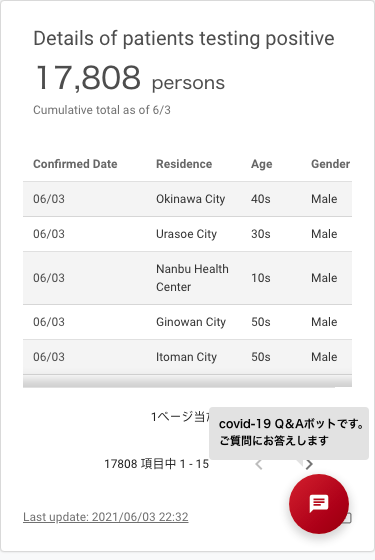 Details of patients testing positive
17,808 persons
Cumulative total as of 6/3
Confirmed Date Residence Age Gender
06/03 Okinawa City 40s Male
06/03 Urasoe City 30s Male
06/03 Nanbu Health Center 10s Male
06/03 Ginowan City 50s Male
06/03 Itoman City 50s Male
1ページ当
covid-19 Q&Aボットです。
ご質問にお答えします
17808 項目中 1 - 15
Last update: 2021/06/03 22:32